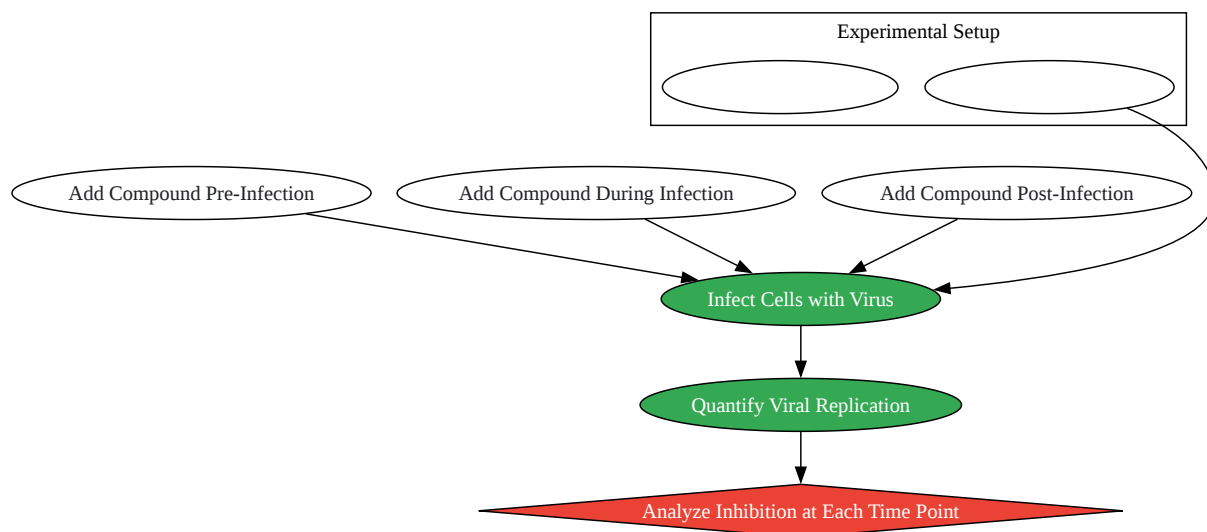 Experimental Setup
Add Compound Pre-Infection
Add Compound During Infection
Add Compound Post-Infection
Infect Cells with Virus
Quantify Viral Replication
Analyze Inhibition at Each Time Point